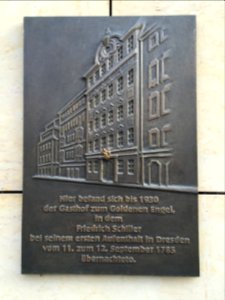 Hier befand sich bis 1930
der Gasthof zum Goldenen Engel,
in dem
Friedrich Schiller
bei seinem ersten Aufenthalt in Dresden
vom 11. zum 12. September 1785
übernachtete.